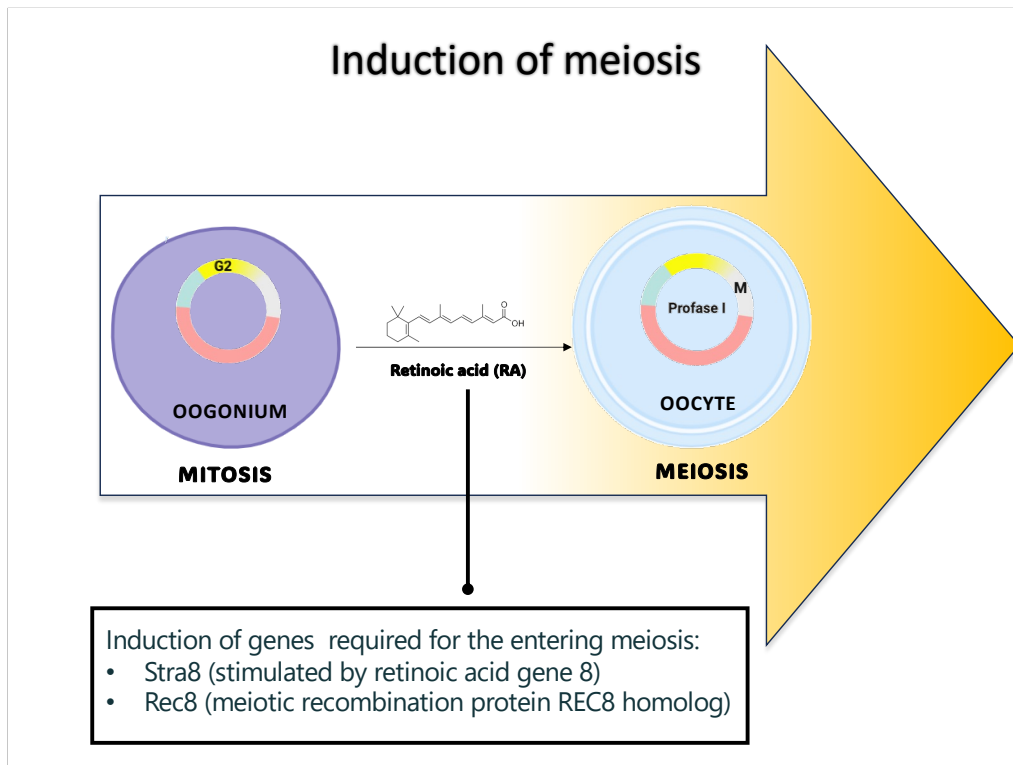 Induction of meiosis
G2
OOGONIUM
MITOSIS
O
OH
Retinoic acid (RA)
M
Profase I
OOCYTE
MEIOSIS
Induction of genes  required for the entering meiosis:
• Stra8 (stimulated by retinoic acid gene 8)
• Rec8 (meiotic recombination protein REC8 homolog)